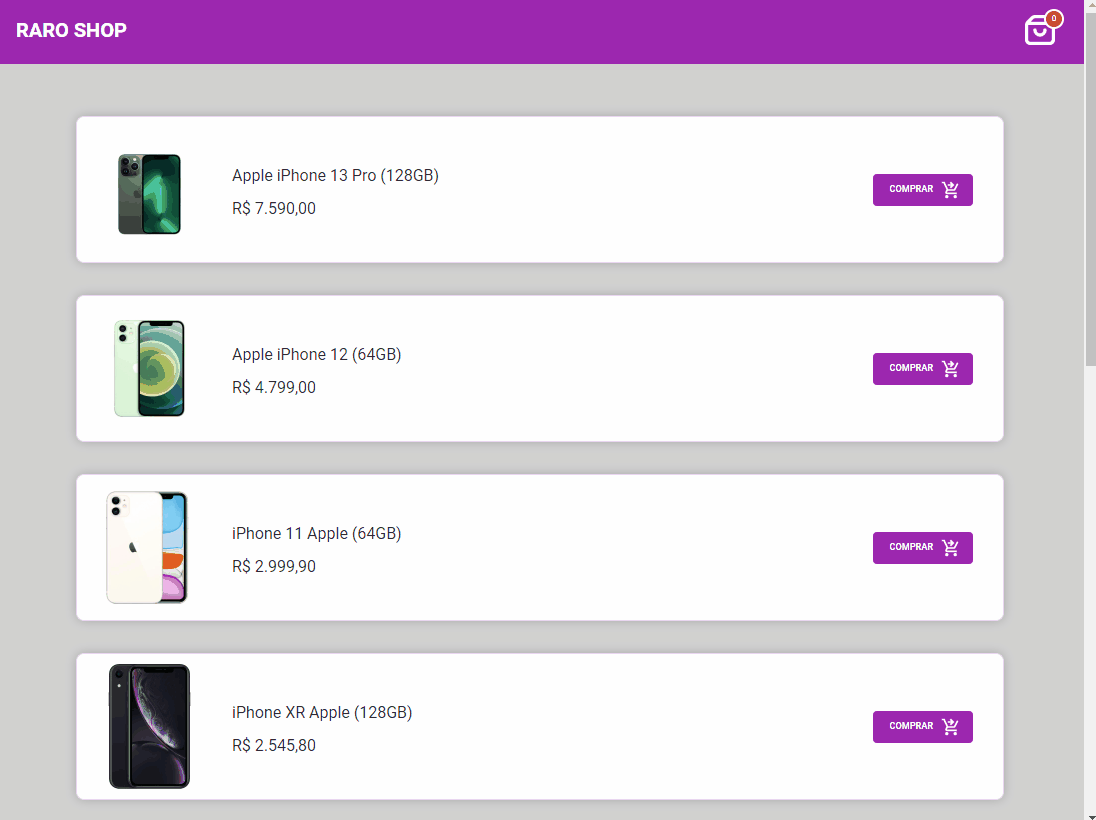 RARO SHOP
0
Apple iPhone 13 Pro (128GB)
R$ 7.590,00
COMPRAR
Apple iPhone 12 (64GB)
R$ 4.799,00
COMPRAR
iPhone 11 Apple (64GB)
R$ 2.999,90
COMPRAR
iPhone XR Apple (128GB)
R$ 2.545,80
COMPRAR